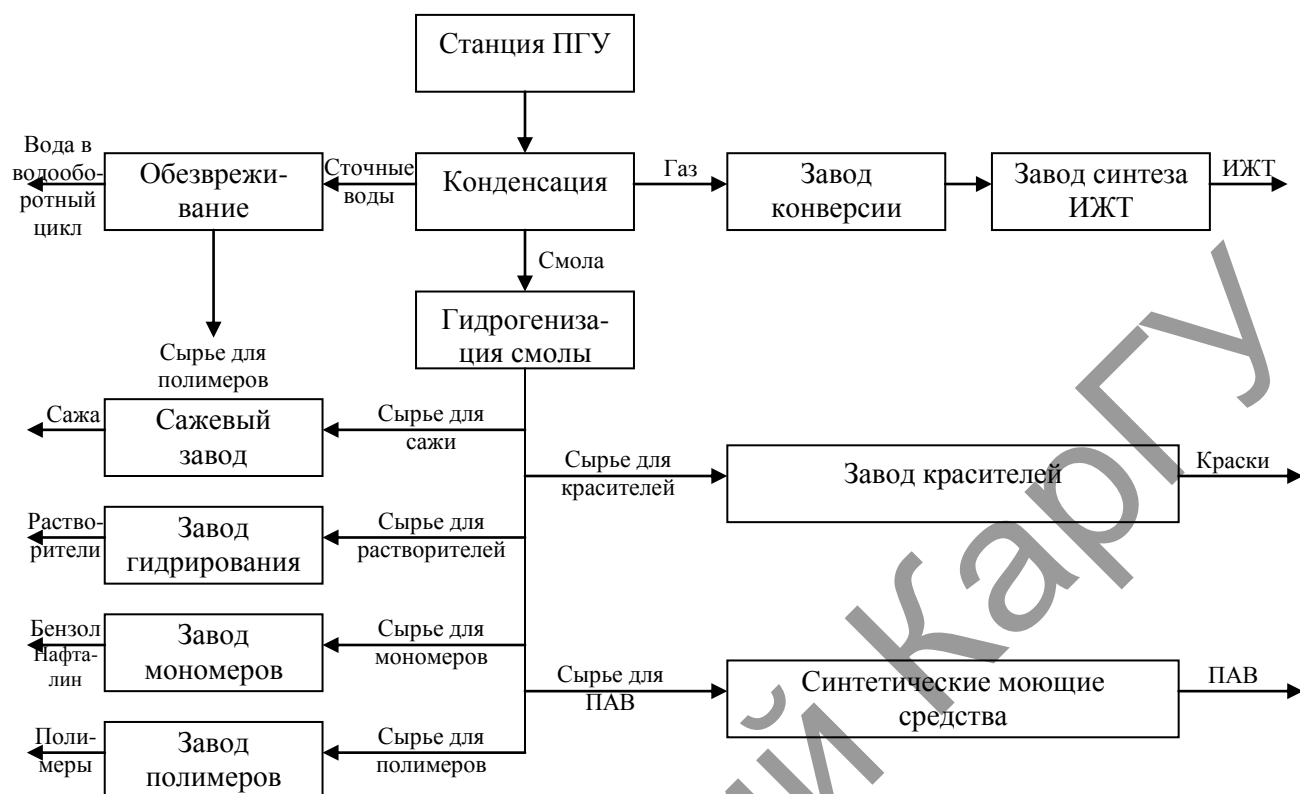 Станция ПГУ
Вода в
водообо-
ротный
цикл
Обезврежи-
вание
Сточные
воды
Конденсация
Газ
Завод
конверсии
Завод синтеза
ИЖТ
ИЖТ
Смола
Гидрогениза-
ция смолы
Сырье для
полимеров
Сажа
Сажевый
завод
Сырье для
сажи
Сырье для
красителей
Завод красителей
Краски
Раство-
рители
Завод
гидрирования
Сырье для
растворителей
Бензол
Нафта-
лин
Завод
мономеров
Сырье для
мономеров
Сырье для
ПАВ
Синтетические моющие
средства
ПАВ
Поли-
меры
Завод
полимеров
Сырье для
полимеров
ий КарГУ